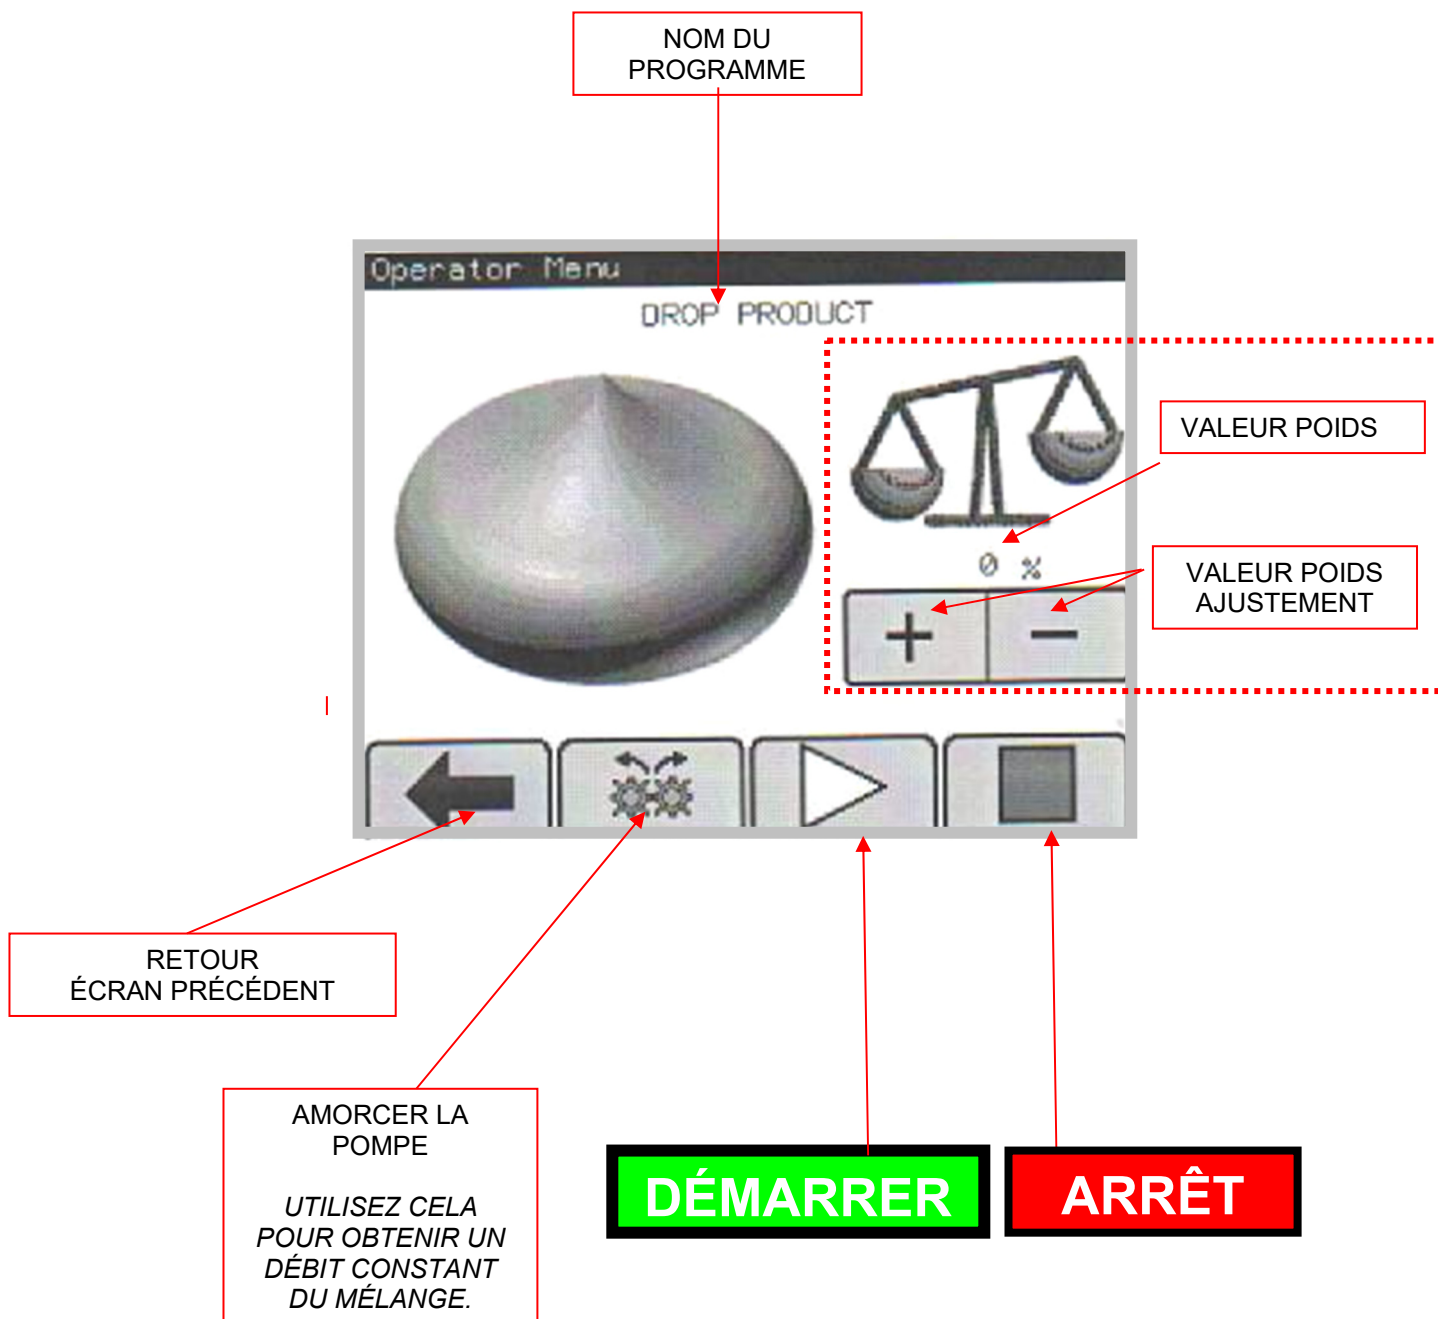 NOM DU
PROGRAMME
Operator Menu
DROP PRODUCT
VALEUR POIDS
0 %
VALEUR POIDS
AJUSTEMENT
+ −
RETOUR
ÉCRAN PRÉCÉDENT
AMORCER LA
POMPE
UTILISEZ CELA
POUR OBTENIR UN
DÉBIT CONSTANT
DU MÉLANGE.
DÉMARRER
ARRÊT